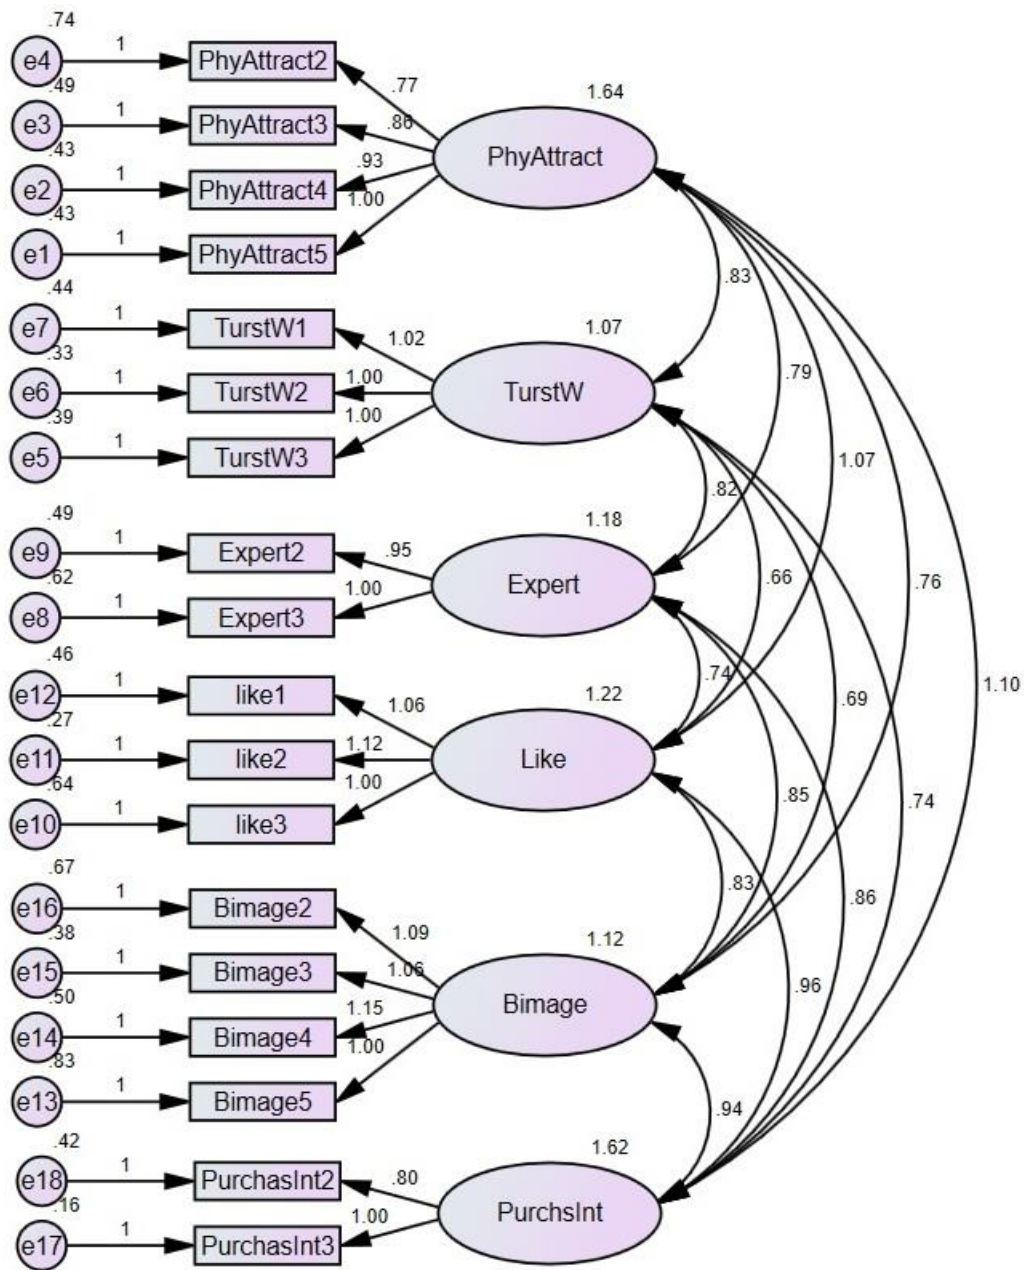 .74
e4 1 PhyAttract2 .77
.49
e3 1 PhyAttract3 .86
.43
e2 1 PhyAttract4 .93
.43
e1 1 PhyAttract5 1.00
1.64
PhyAttract
.44
e7 1 TurstW1 1.02
.33
e6 1 TurstW2 1.00
.39
e5 1 TurstW3 1.00
1.07
TurstW
.49
e9 1 Expert2 .95
.62
e8 1 Expert3 1.00
1.18
Expert
.46
e12 1 like1 1.06
.27
e11 1 like2 1.12
.64
e10 1 like3 1.00
1.22
Like
.67
e16 1 Bimage2 1.09
.38
e15 1 Bimage3 1.06
.50
e14 1 Bimage4 1.15
.83
e13 1 Bimage5 1.00
1.12
Bimage
.42
e18 1 PurchasInt2 .80
.16
e17 1 PurchasInt3 1.00
1.62
PurchsInt
.83
.79
1.07
.76
1.10
.82
.66
.69
.74
.74
.85
.86
.83
.96
.94